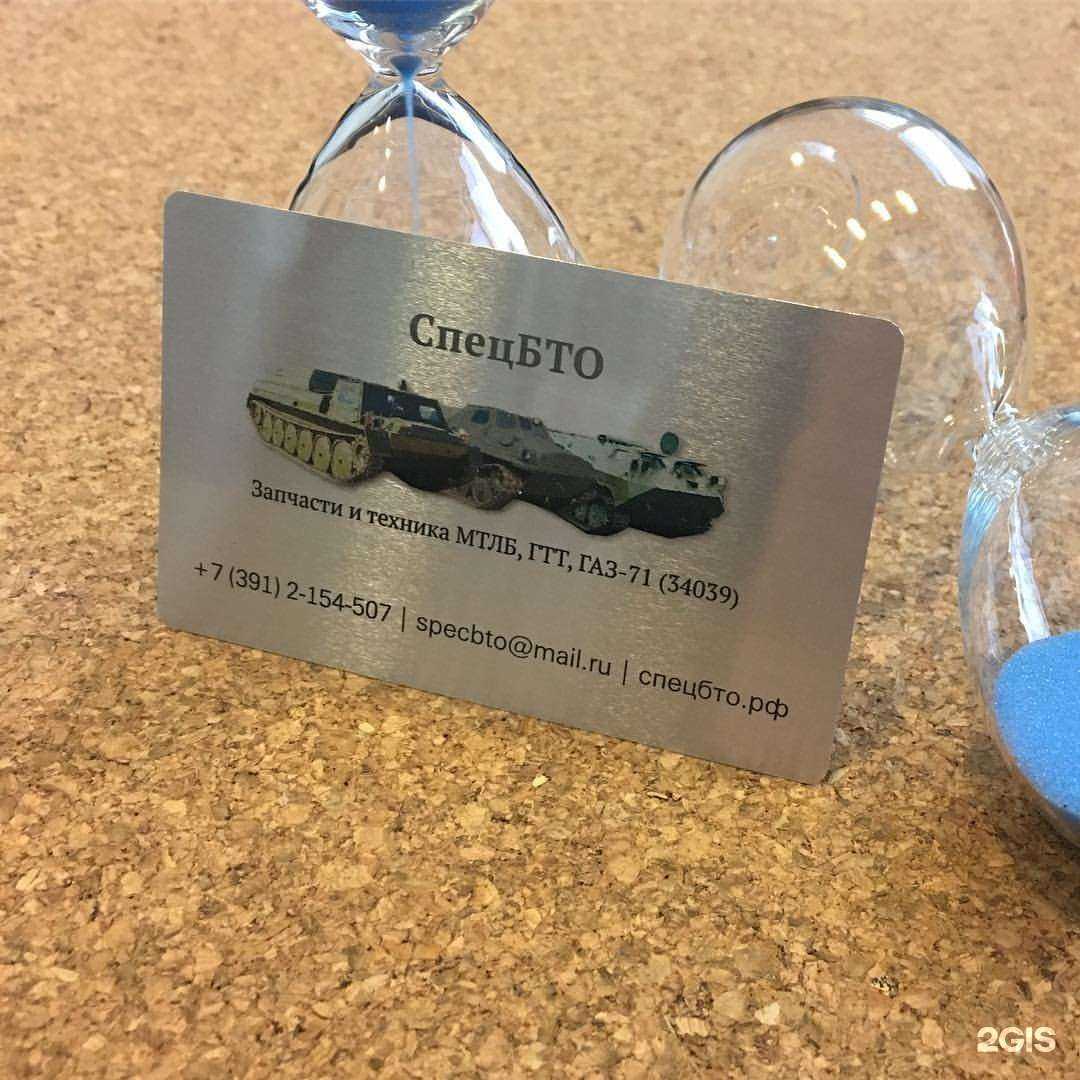 СпецБТО
Запчасти и техника МТЛБ, ГТТ, ГАЗ-71 (34039)
+7 (391) 2-154-507 | specbto@mail.ru | спецбто.рф
2GIS